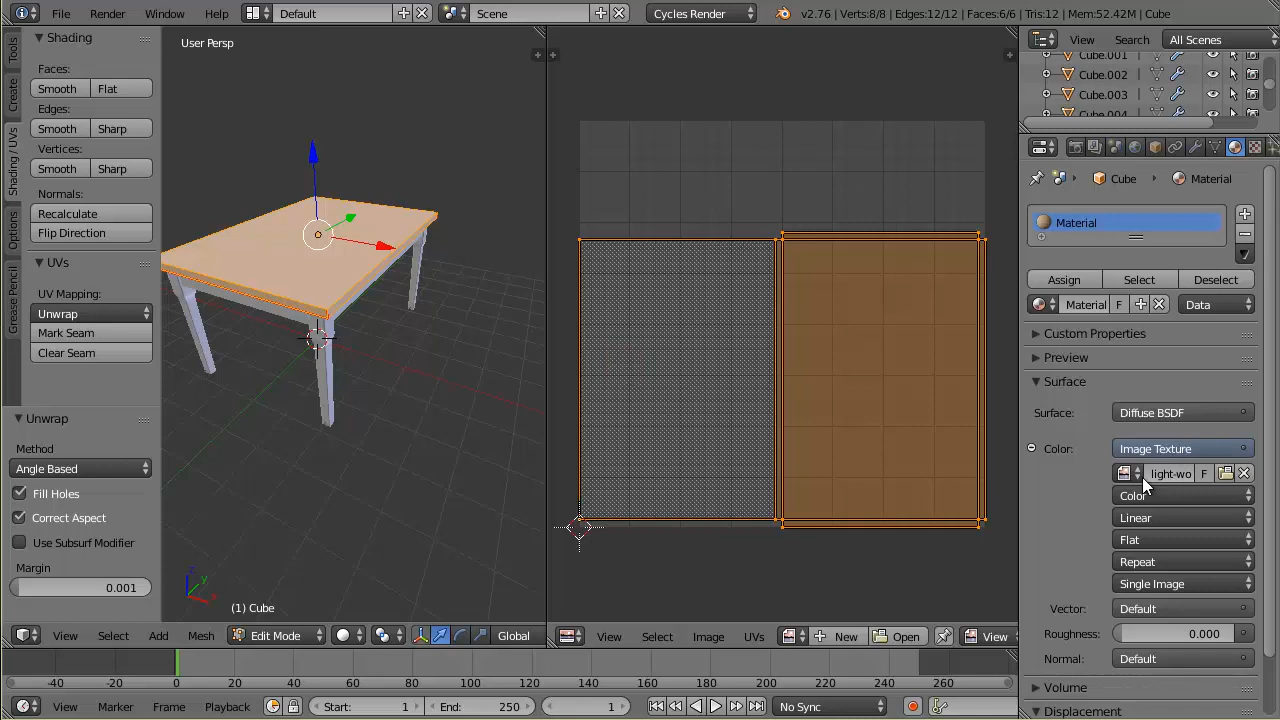 File Render Window Help Default Scene Cycles Render v2.76 | Verts:8/8 | Edges:12/12 | Faces:6/6 | Tris:12 | Mem:52.42M | Cube
Tools
Create
Shading / UVs
Options
Grease Pencil
Shading
Faces:
Smooth Flat
Edges:
Smooth Sharp
Vertices:
Smooth Sharp
Normals:
Recalculate
Flip Direction
UVs
UV Mapping:
Unwrap
Mark Seam
Clear Seam
Unwrap
Method
Angle Based
Fill Holes
Correct Aspect
Use Subsurf Modifier
Margin
0.001
User Persp
z
y
x
(1) Cube
View Select Add Mesh Edit Mode Global
View Select Image UVs New Open View
View Search All Scenes
Cube.001
Cube.002
Cube.003
Cube.004
Cube Material
Material
Assign Select Deselect
Material F Data
Custom Properties
Preview
Surface
Surface: Diffuse BSDF
Color: Image Texture
light-wo F
Color
Linear
Flat
Repeat
Single Image
Vector: Default
Roughness: 0.000
Normal: Default
Volume
Displacement
-40 -20 0 20 40 60 80 100 120 140 160 180 200 220 240 260
View Marker Frame Playback Start: 1 End: 250 1 No Sync